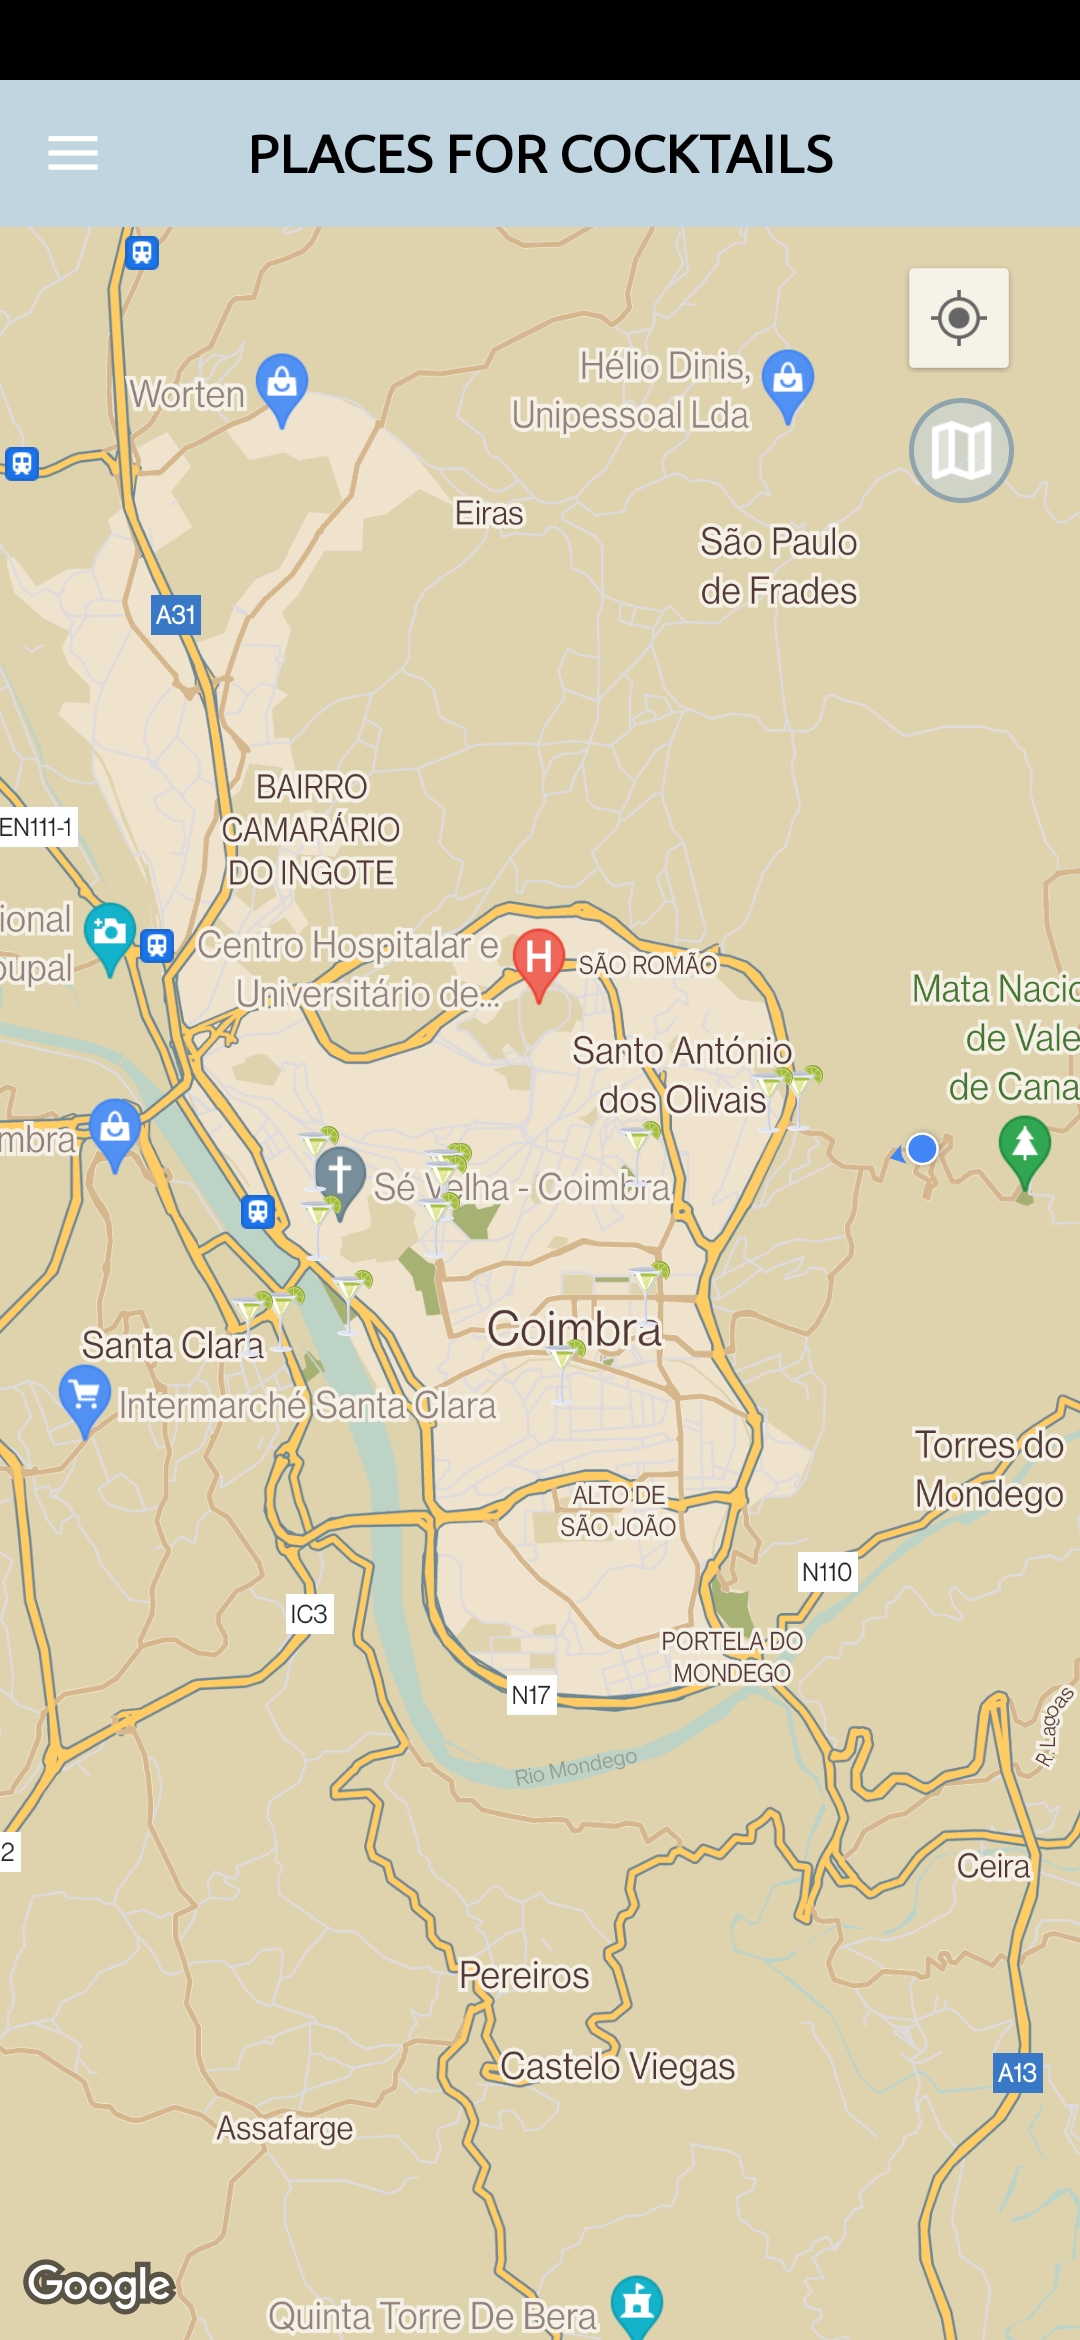 PLACES FOR COCKTAILS
Worten
Hélio Dinis,
Unipessoal Lda
Eiras
São Paulo
de Frades
A31
BAIRRO
CAMARÁRIO
DO INGOTE
EN111-1
ional
oupal
Centro Hospitalar e
Universitário de...
H
SÃO ROMÃO
Mata Nacio
de Vale
de Cana
Santo António
dos Olivais
mbra
Sé Velha - Coimbra
Coimbra
Santa Clara
Intermarché Santa Clara
Torres do
Mondego
ALTO DE
SÃO JOÃO
N110
IC3
PORTELA DO
MONDEGO
N17
R. Lagoas
Rio Mondego
2
Ceira
Pereiros
Castelo Viegas
A13
Assafarge
Google
Quinta Torre De Bera